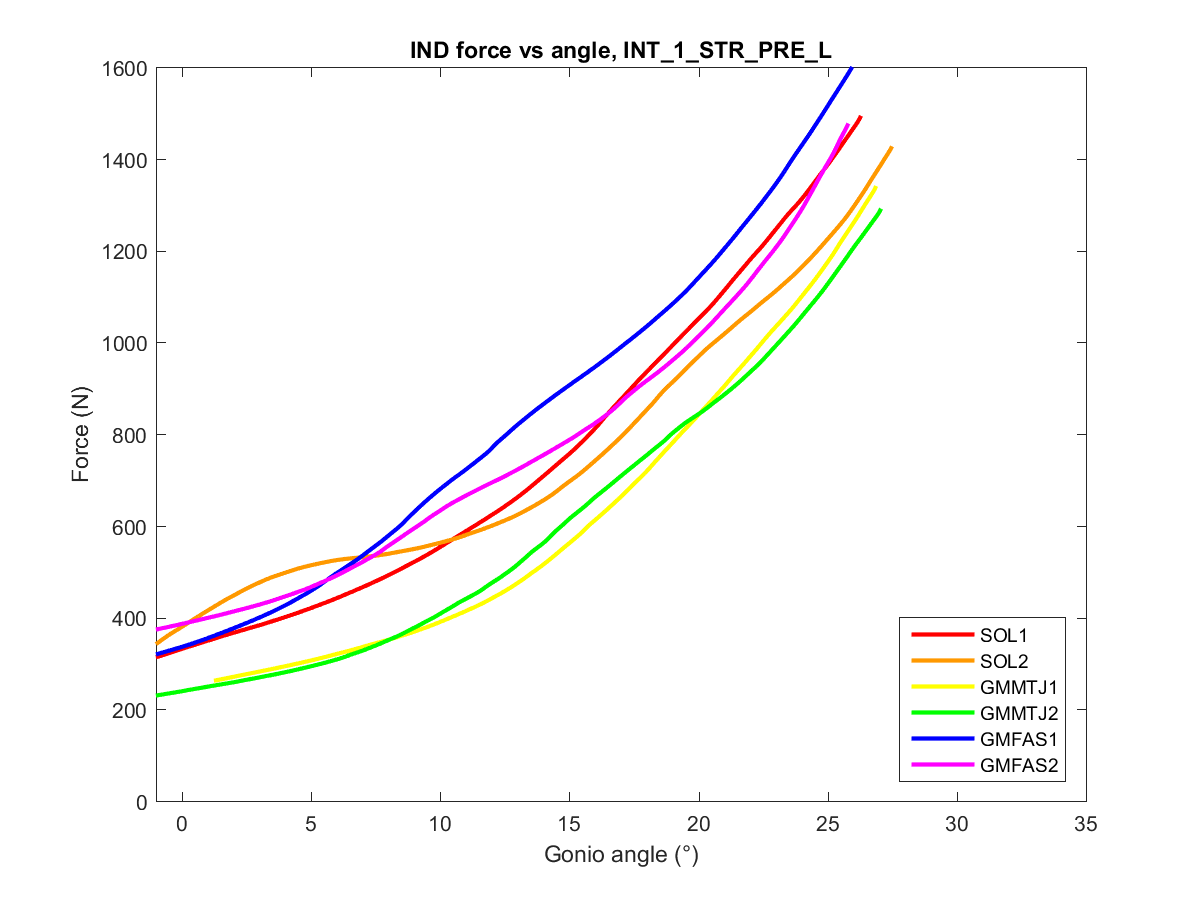 IND force vs angle, INT_1_STR_PRE_L
1600
1400
1200
1000
800
600
400
200
0
Force (N)
0 5 10 15 20 25 30 35
Gonio angle (°)
SOL1
SOL2
GMMTJ1
GMMTJ2
GMFAS1
GMFAS2